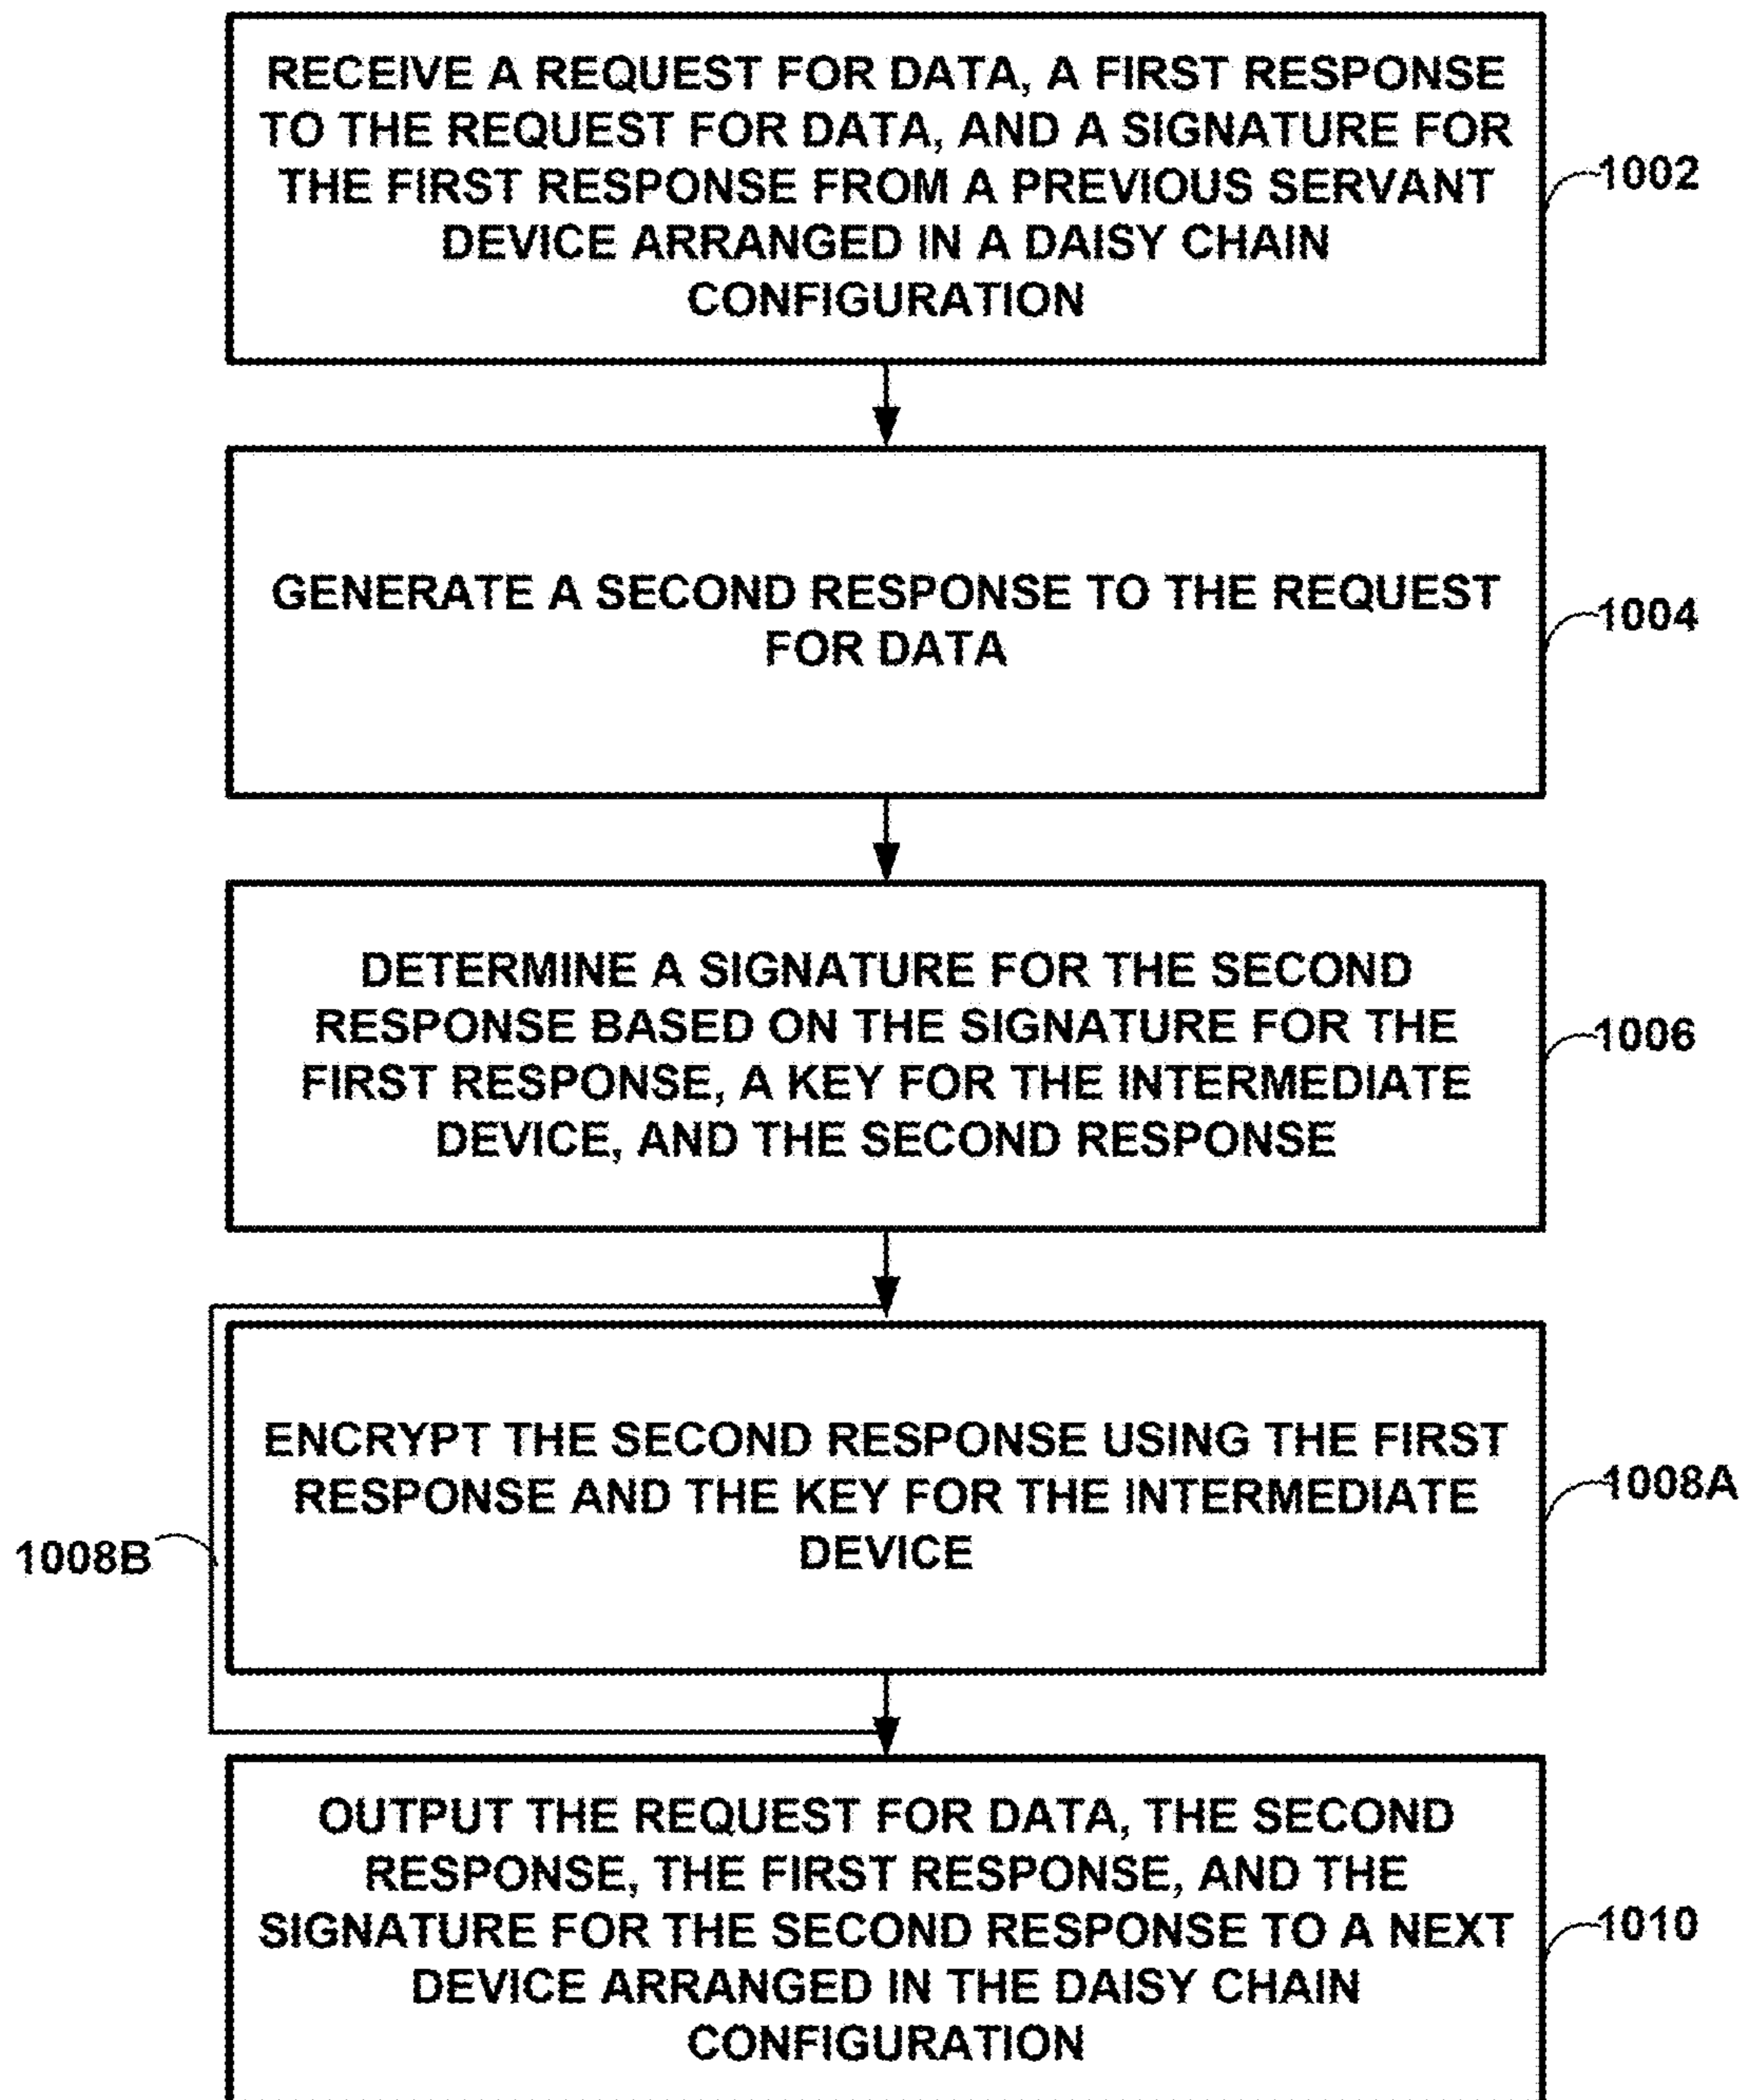 RECEIVE A REQUEST FOR DATA, A FIRST RESPONSE
TO THE REQUEST FOR DATA, AND A SIGNATURE FOR
THE FIRST RESPONSE FROM A PREVIOUS SERVANT
DEVICE ARRANGED IN A DAISY CHAIN
CONFIGURATION
1002
GENERATE A SECOND RESPONSE TO THE REQUEST
FOR DATA
1004
DETERMINE A SIGNATURE FOR THE SECOND
RESPONSE BASED ON THE SIGNATURE FOR THE
FIRST RESPONSE, A KEY FOR THE INTERMEDIATE
DEVICE, AND THE SECOND RESPONSE
1006
ENCRYPT THE SECOND RESPONSE USING THE FIRST
RESPONSE AND THE KEY FOR THE INTERMEDIATE
DEVICE
1008A
1008B
OUTPUT THE REQUEST FOR DATA, THE SECOND
RESPONSE, THE FIRST RESPONSE, AND THE
SIGNATURE FOR THE SECOND RESPONSE TO A NEXT
DEVICE ARRANGED IN THE DAISY CHAIN
CONFIGURATION
1010